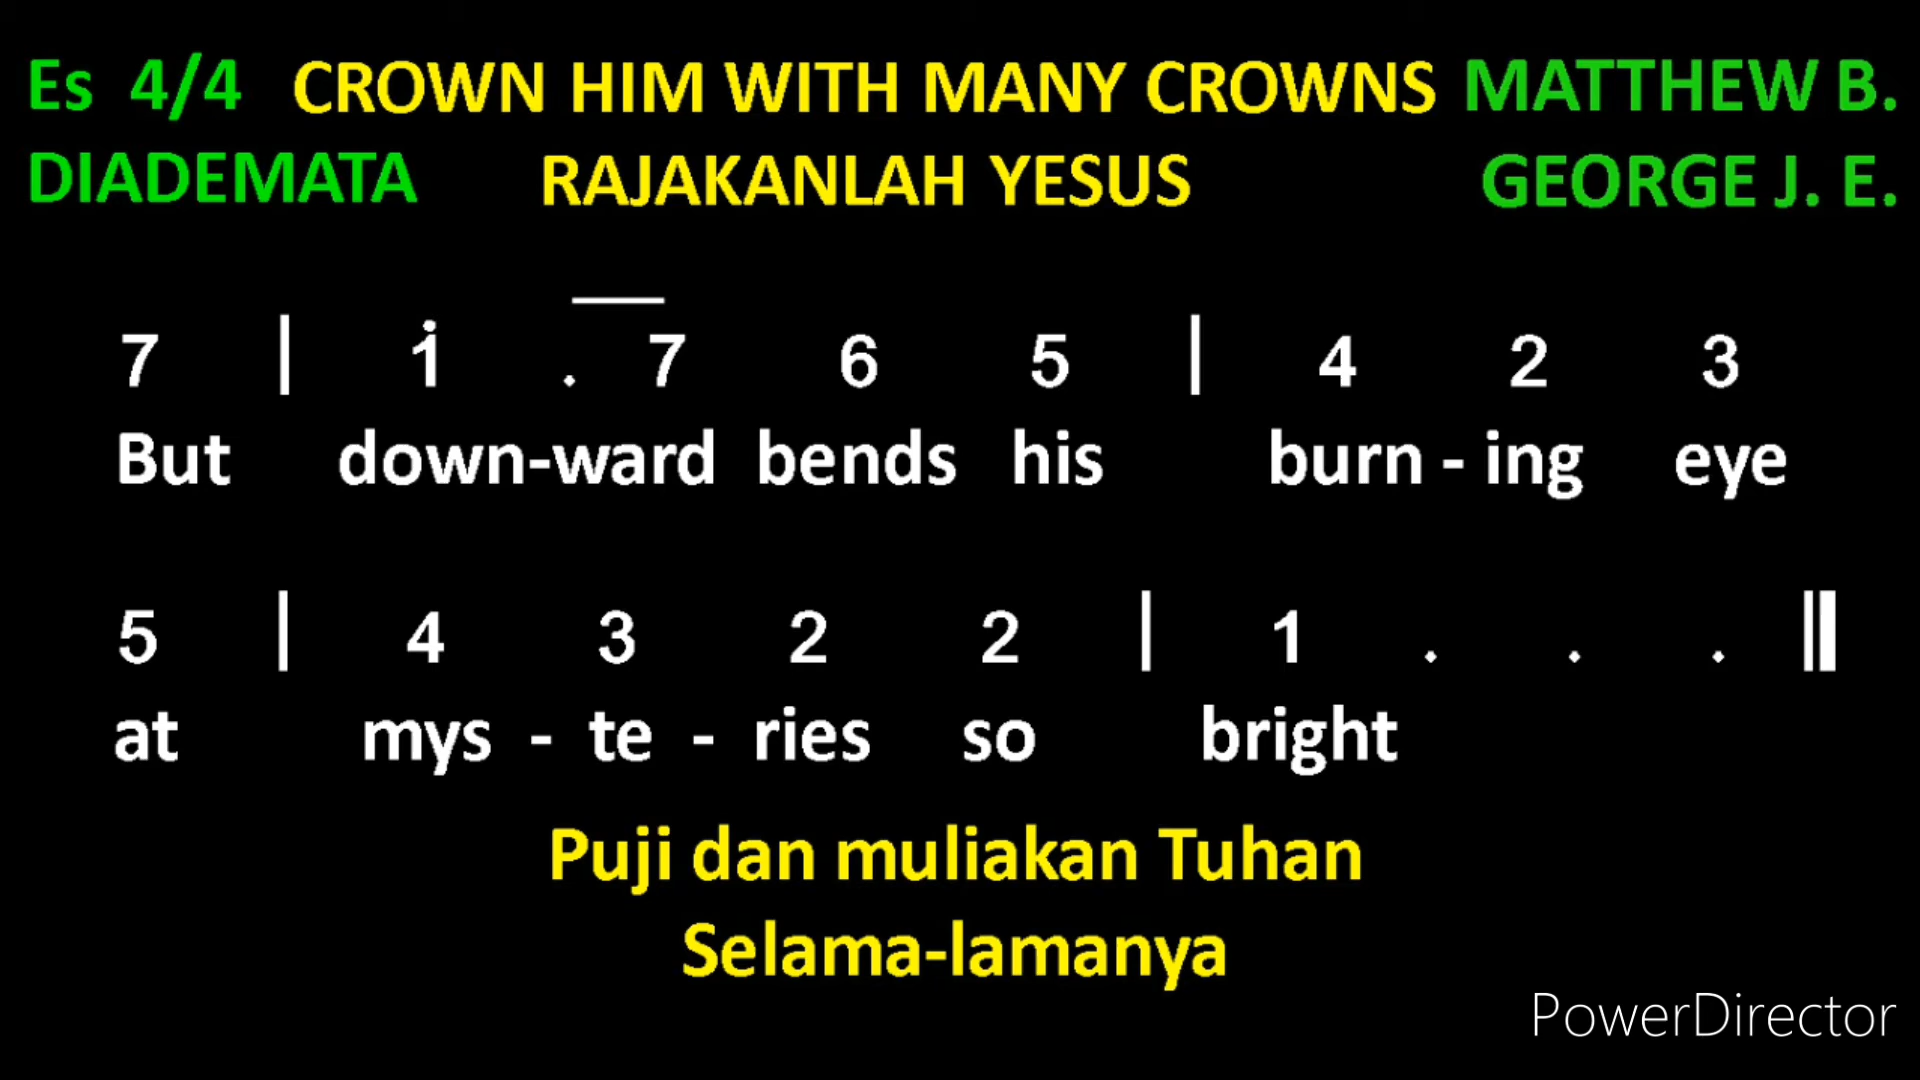 Es 4/4 CROWN HIM WITH MANY CROWNS MATTHEW B.
DIADEMATA RAJAKANLAH YESUS GEORGE J. E.
7 | i . 7 6 5 | 4 2 3
But down-ward bends his burn - ing eye
5 | 4 3 2 2 | 1 . . . ||
at mys - te - ries so bright
Puji dan muliakan Tuhan
Selama-lamanya
PowerDirector